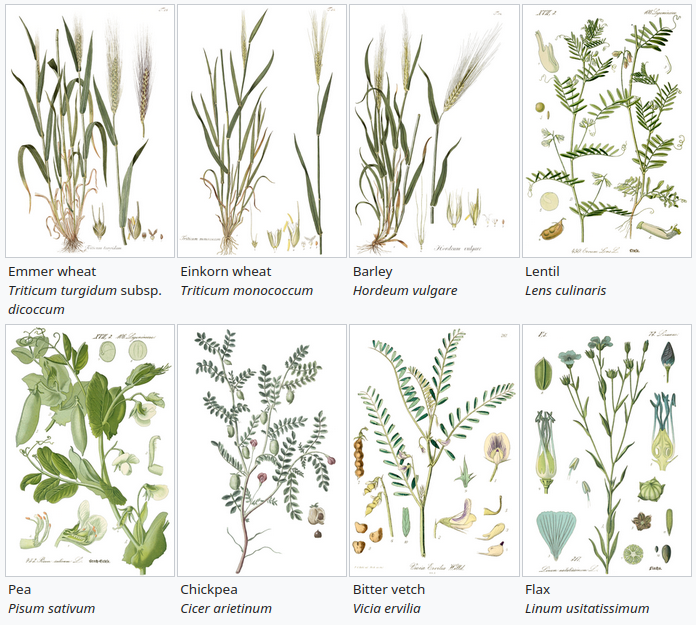 Emmer wheat
Triticum turgidum subsp.
dicoccum
Einkorn wheat
Triticum monococcum
Barley
Hordeum vulgare
Lentil
Lens culinaris
Pea
Pisum sativum
Chickpea
Cicer arietinum
Bitter vetch
Vicia ervilia
Flax
Linum usitatissimum